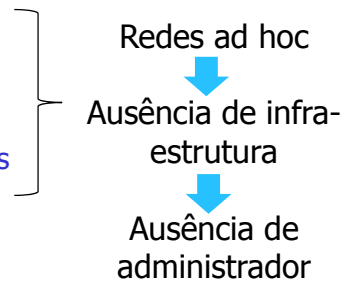 Redes ad hoc
Ausência de infra-
estrutura
Ausência de
administrador